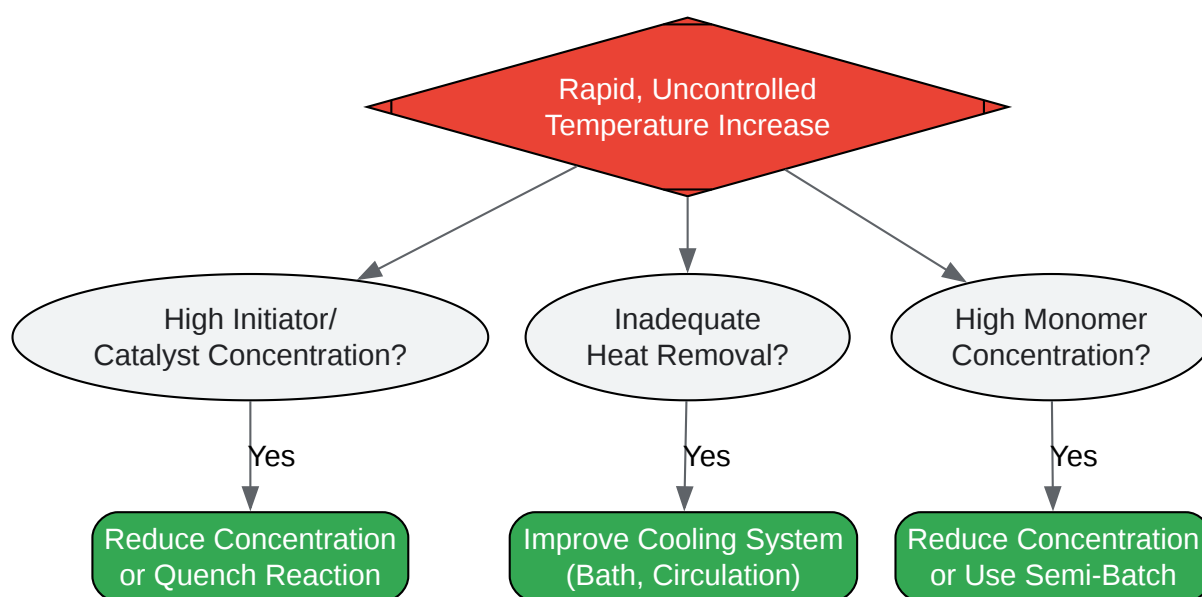 Rapid, Uncontrolled
Temperature Increase
High Initiator/
Catalyst Concentration?
Inadequate
Heat Removal?
High Monomer
Concentration?
Yes
Yes
Yes
Reduce Concentration
or Quench Reaction
Improve Cooling System
(Bath, Circulation)
Reduce Concentration
or Use Semi-Batch